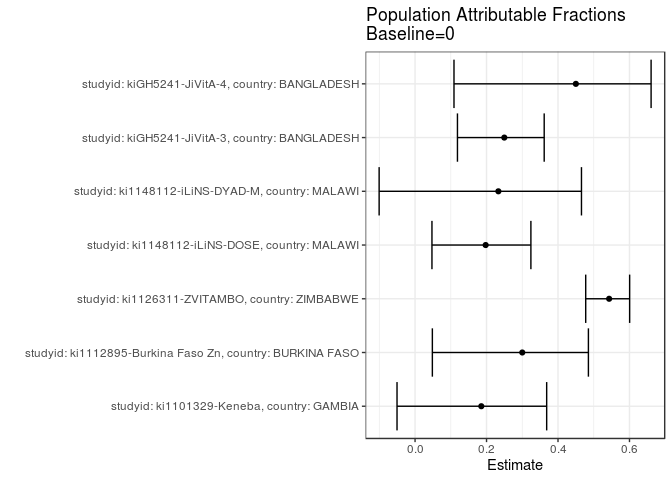 Population Attributable Fractions
Baseline=0
studyid: kiGH5241-JiVitA-4, country: BANGLADESH
studyid: kiGH5241-JiVitA-3, country: BANGLADESH
studyid: ki1148112-iLiNS-DYAD-M, country: MALAWI
studyid: ki1148112-iLiNS-DOSE, country: MALAWI
studyid: ki1126311-ZVITAMBO, country: ZIMBABWE
studyid: ki1112895-Burkina Faso Zn, country: BURKINA FASO
studyid: ki1101329-Keneba, country: GAMBIA
0.0 0.2 0.4 0.6
Estimate